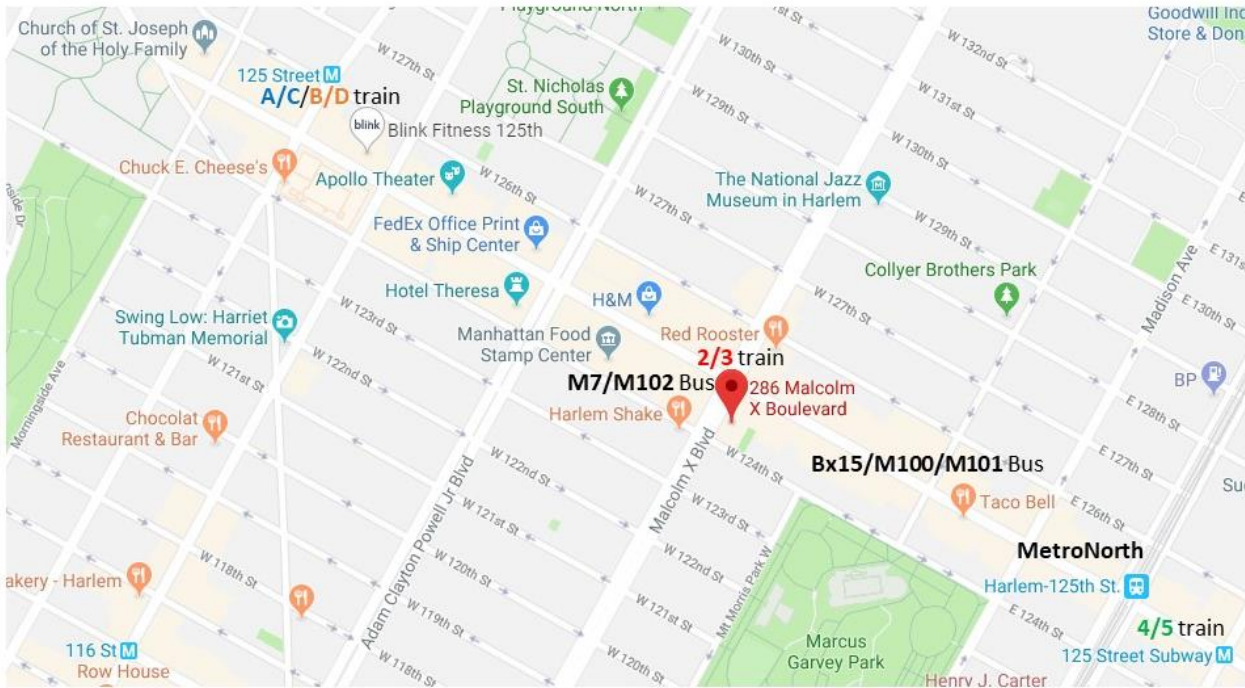 Playground North
Goodwill Ind
Store & Don
Church of St. Joseph
of the Holy Family
W 127th St
W 130th St
W 132nd St
125 Street M
A/C/B/D train
St. Nicholas
Playground South
W 131st St
blink
Blink Fitness 125th
W 129th St
W 130th St
Chuck E. Cheese's
Apollo Theater
W 126th St
The National Jazz
Museum in Harlem
W 127th St
W 129th St
FedEx Office Print
& Ship Center
E 131s
Madison Ave
Collyer Brothers Park
Hotel Theresa
H&M
W 127th St
E 130th St
Swing Low: Harriet
Tubman Memorial
W 123rd St
Manhattan Food
Stamp Center
Red Rooster
2/3 train
W 122nd St
W 121st St
M7/M102 Bus
286 Malcolm
X Boulevard
BP
Morningside Ave
Harlem Shake
E 128th St
Chocolat
Restaurant & Bar
W 124th St
E 127th St
Bx15/M100/M101 Bus
W 122nd St
Malcolm X Blvd
Taco Bell
Adam Clayton Powell Jr Blvd
W 121st St
W 123rd St
E 126th St
W 118th St
W 120th St
W 122nd St
Mt Morris Park W
MetroNorth
akery - Harlem
Harlem-125th St.
W 119th St
W 121st St
E 124th St
4/5 train
116 St M
Row House
W 118th St
W 120th St
Marcus
Garvey Park
125 Street Subway M
Henry J. Carter